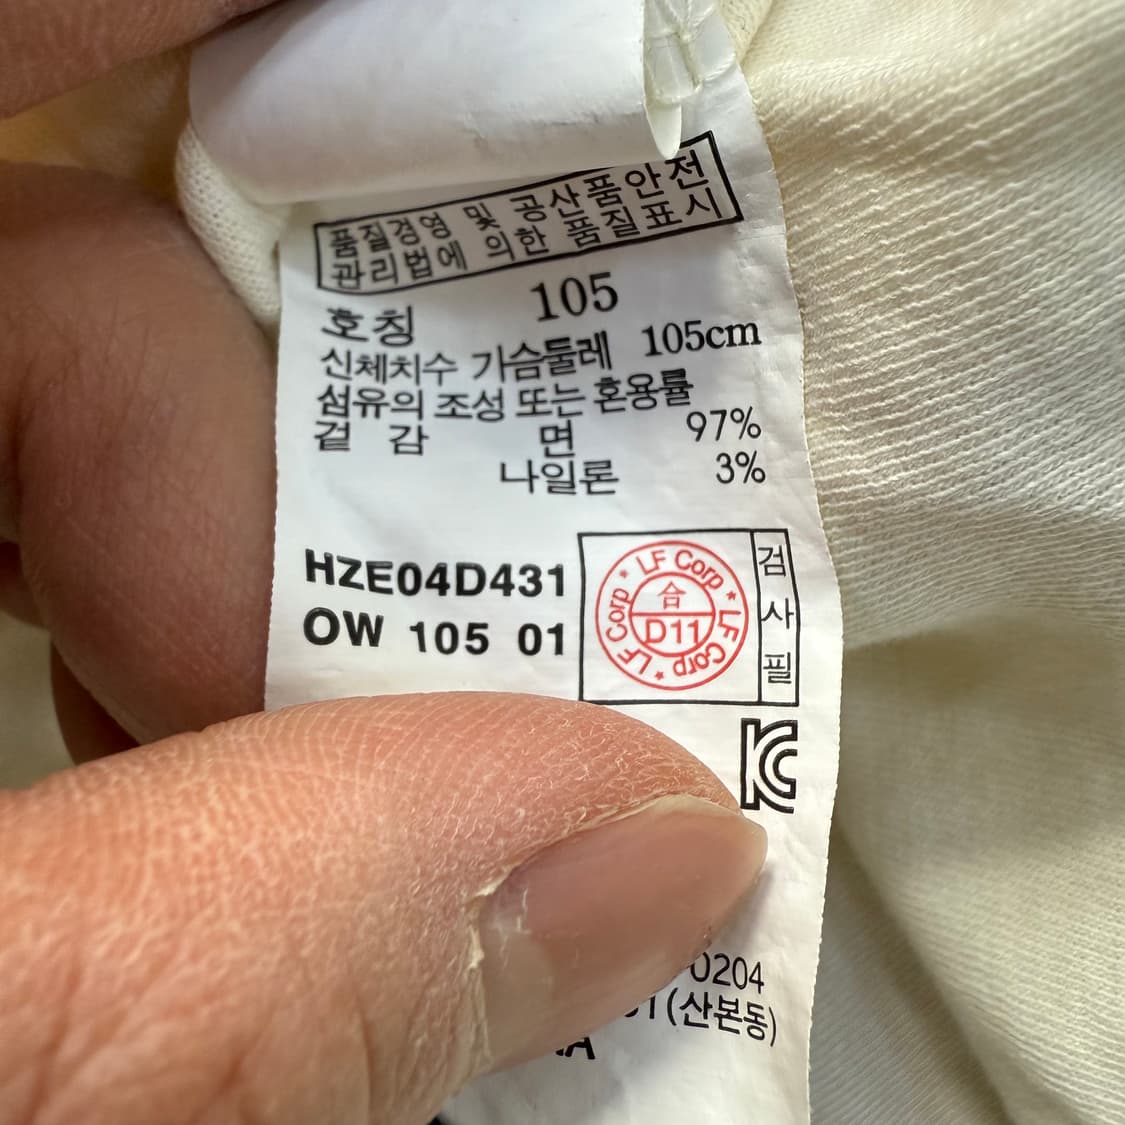 품질경영 및 공산품안전
관리법에 의한 품질표시
호칭 105
신체치수 가슴둘레 105cm
섬유의 조성 또는 혼용률
겉 감 면 97%
나일론 3%
HZE04D431
OW 105 01
LF Corp * LF Corp * LF Corp *
合
D11
검
사
필
KC
0204
(산본동)